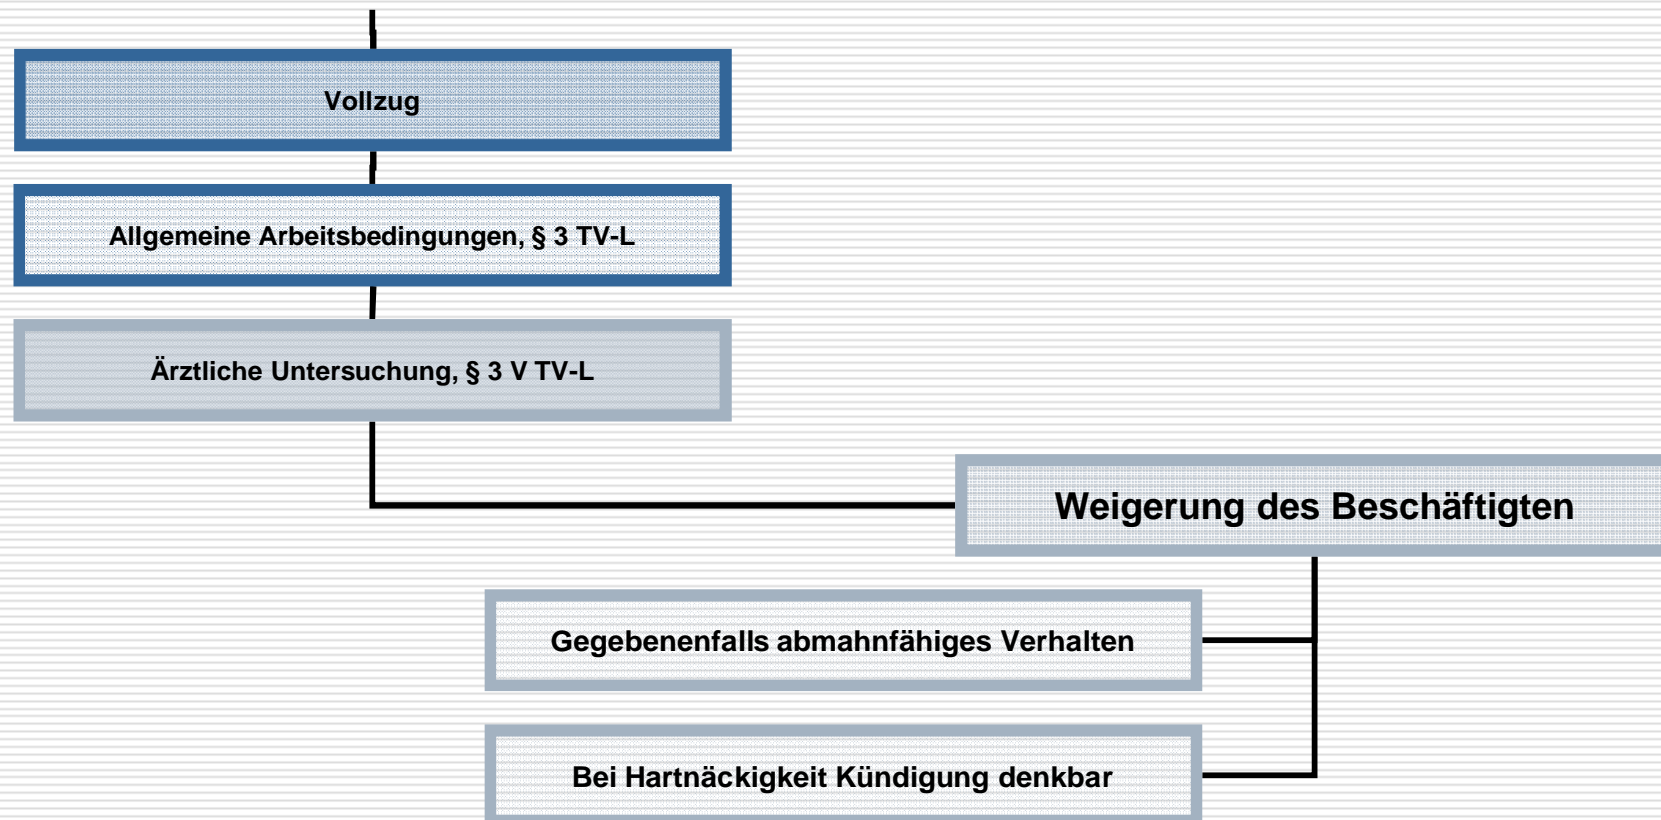 Vollzug
Allgemeine Arbeitsbedingungen, § 3 TV-L
Ärztliche Untersuchung, § 3 V TV-L
Weigerung des Beschäftigten
Gegebenenfalls abmahnfähiges Verhalten
Bei Hartnäckigkeit Kündigung denkbar